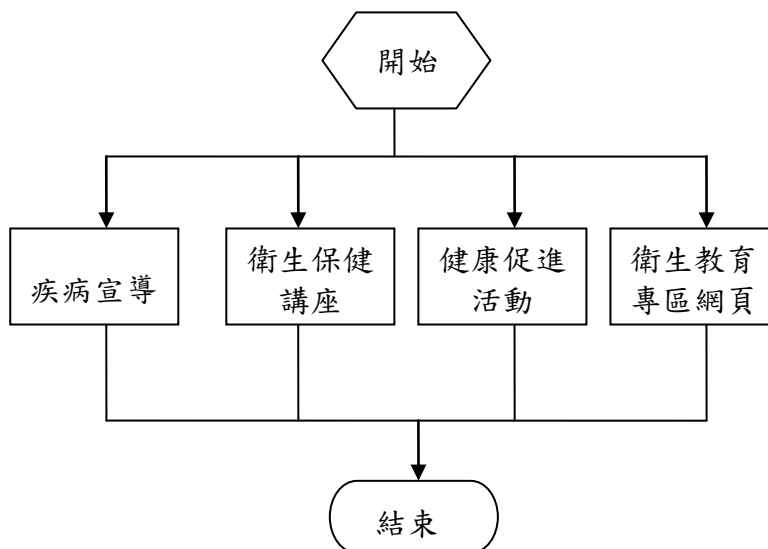 開始
疾病宣導
衛生保健
講座
健康促進
活動
衛生教育
專區網頁
結束